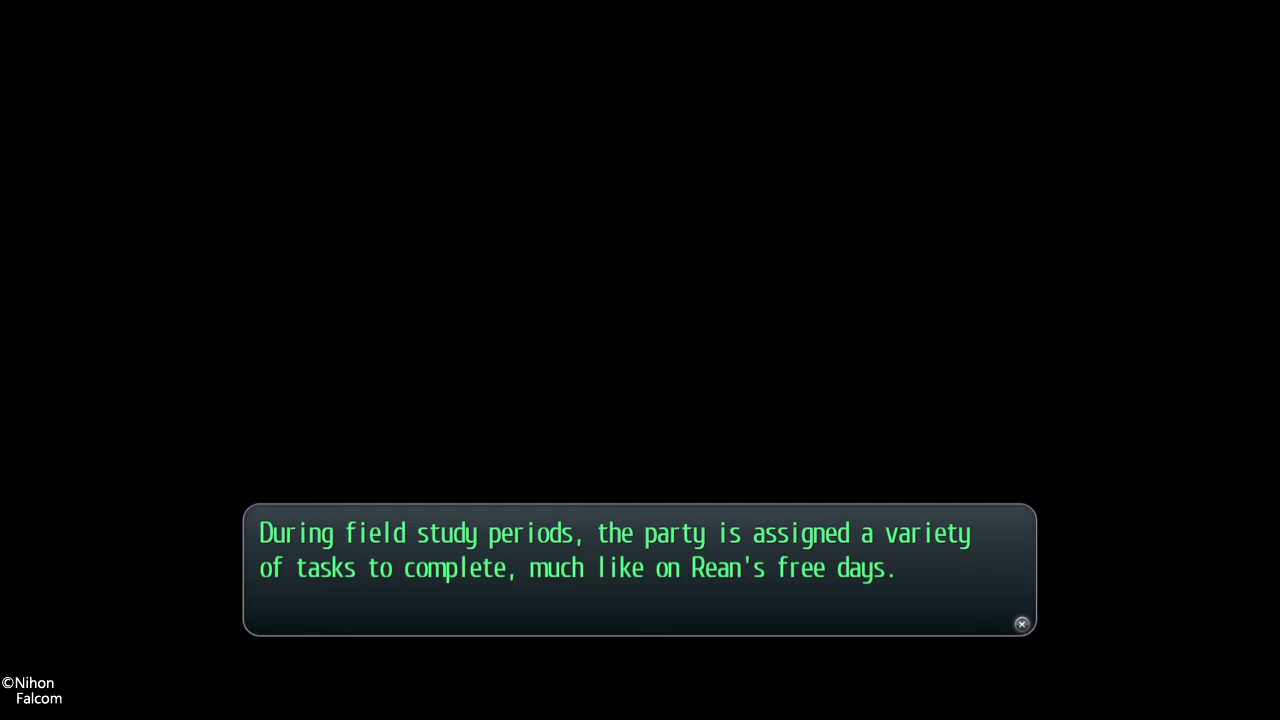 During field study periods, the party is assigned a variety
of tasks to complete, much like on Rean's free days.
©Nihon
Falcom